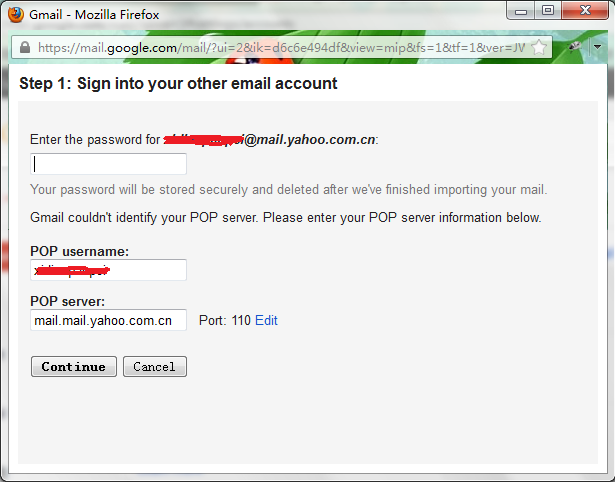 Gmail - Mozilla Firefox
https://mail.google.com/mail/?ui=2&ik=d6c6e494df&view=mip&fs=1&tf=1&ver=JV
Step 1: Sign into your other email account
Enter the password for @mail.yahoo.com.cn:
Your password will be stored securely and deleted after we've finished importing your mail.
Gmail couldn't identify your POP server. Please enter your POP server information below.
POP username:
POP server:
mail.mail.yahoo.com.cn Port: 110 Edit
Continue Cancel